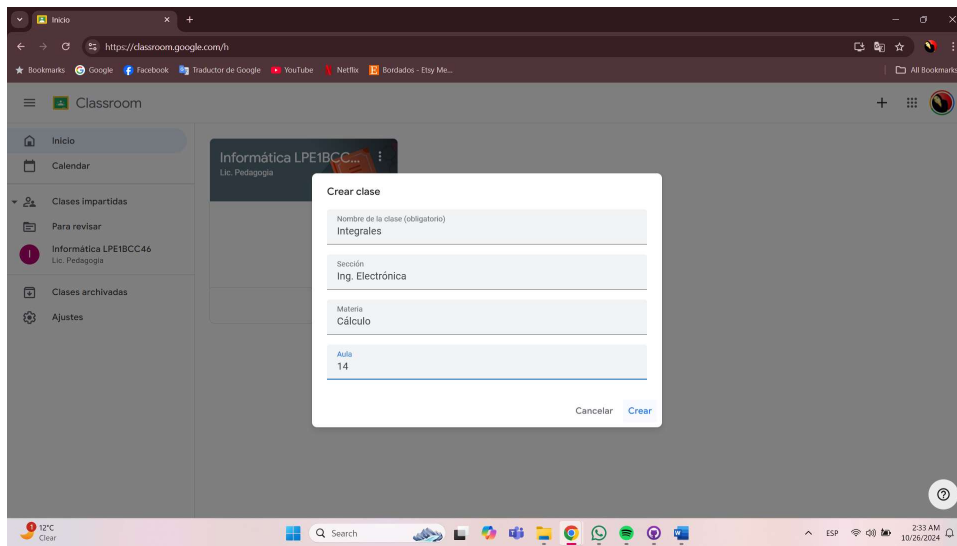 Inicio
https://classroom.google.com/h
Bookmarks Google Facebook Traductor de Google YouTube Netflix Bordados - Etsy Me... All Bookmarks
Classroom
Inicio
Calendar
Clases impartidas
Para revisar
I
Informática LPE1BCC46
Lic. Pedagogia
Clases archivadas
Ajustes
Informática LPE1BCC...
Lic. Pedagogia
Crear clase
Nombre de la clase (obligatorio)
Integrales
Sección
Ing. Electrónica
Materia
Cálculo
Aula
14
Cancelar Crear
1
12°C
Clear
Search
ESP
2:33 AM
10/26/2024